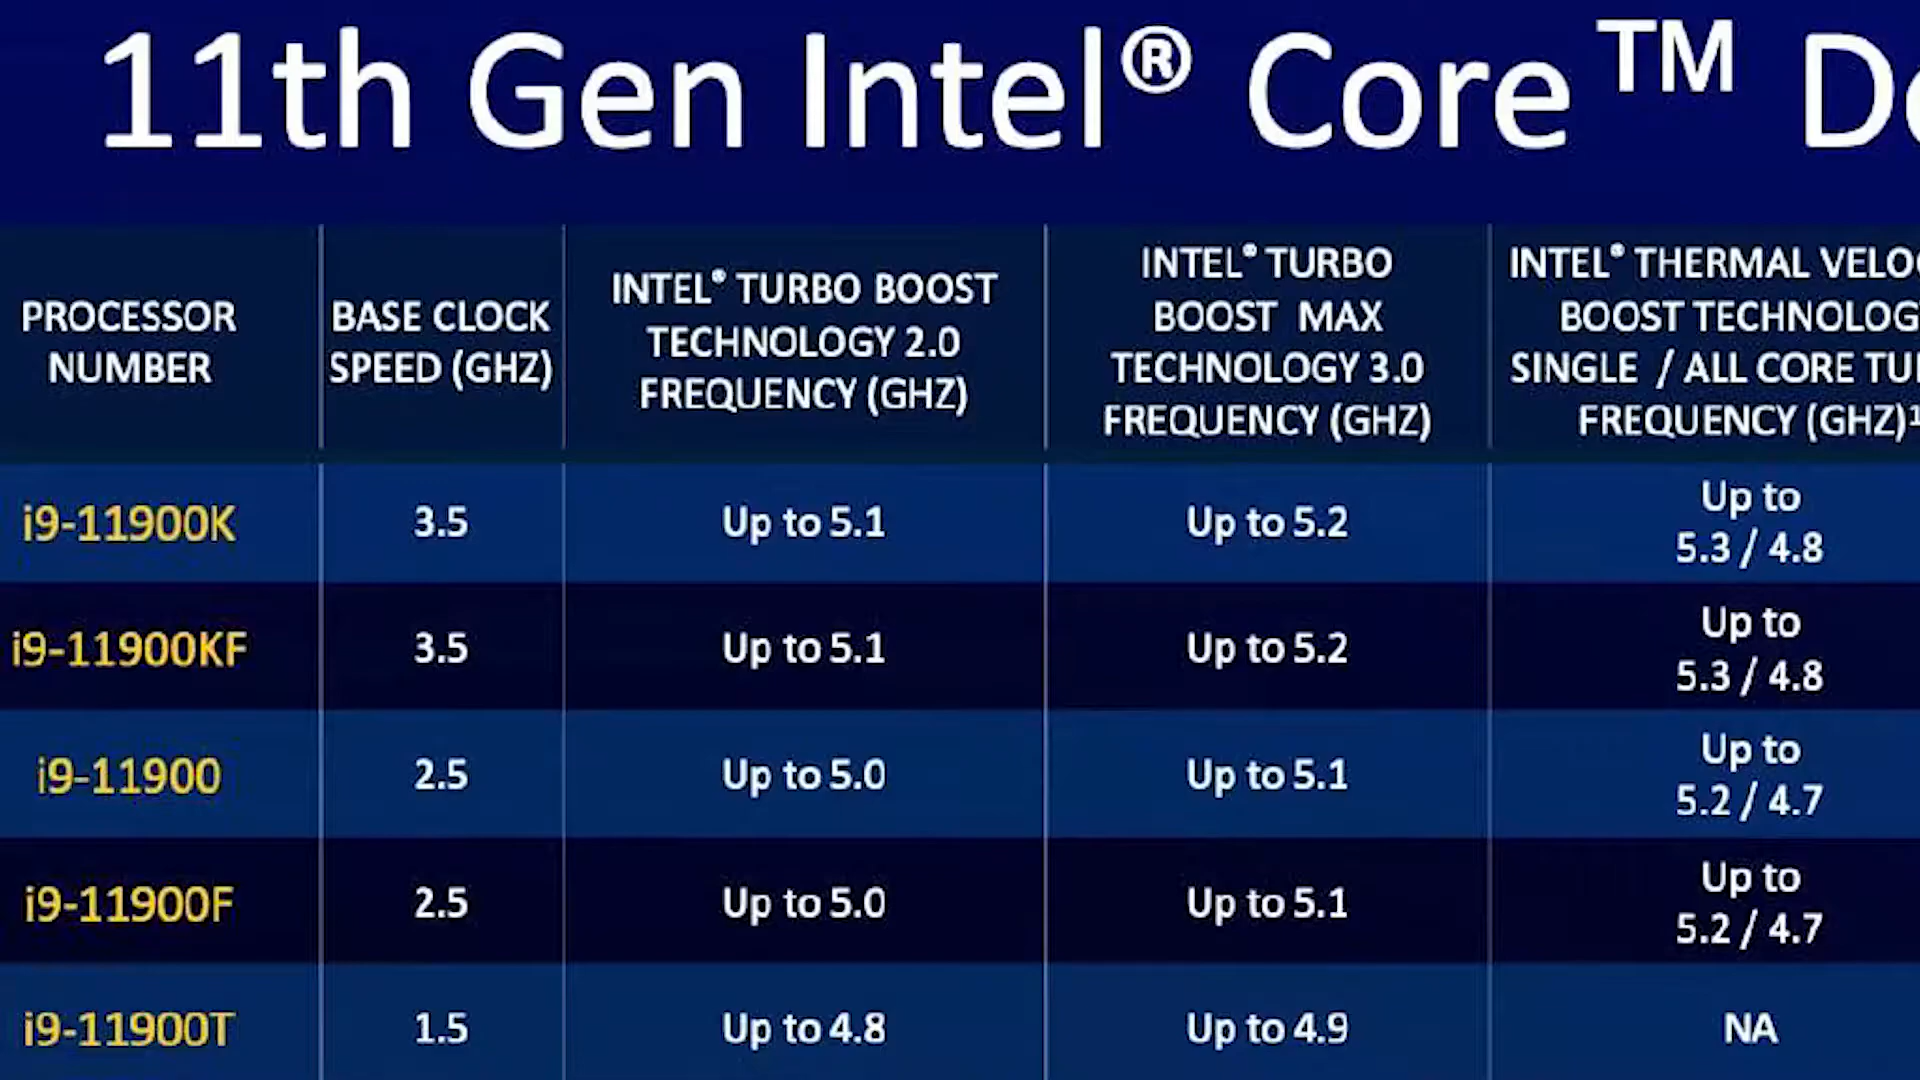 11th Gen Intel® Core™ De
PROCESSOR
NUMBER
BASE CLOCK
SPEED (GHZ)
INTEL® TURBO BOOST
TECHNOLOGY 2.0
FREQUENCY (GHZ)
INTEL® TURBO
BOOST MAX
TECHNOLOGY 3.0
FREQUENCY (GHZ)
INTEL® THERMAL VELO
BOOST TECHNOLOG
SINGLE / ALL CORE TU
FREQUENCY (GHZ)¹
i9-11900K
3.5
Up to 5.1
Up to 5.2
Up to
5.3 / 4.8
i9-11900KF
3.5
Up to 5.1
Up to 5.2
Up to
5.3 / 4.8
i9-11900
2.5
Up to 5.0
Up to 5.1
Up to
5.2 / 4.7
i9-11900F
2.5
Up to 5.0
Up to 5.1
Up to
5.2 / 4.7
i9-11900T
1.5
Up to 4.8
Up to 4.9
NA